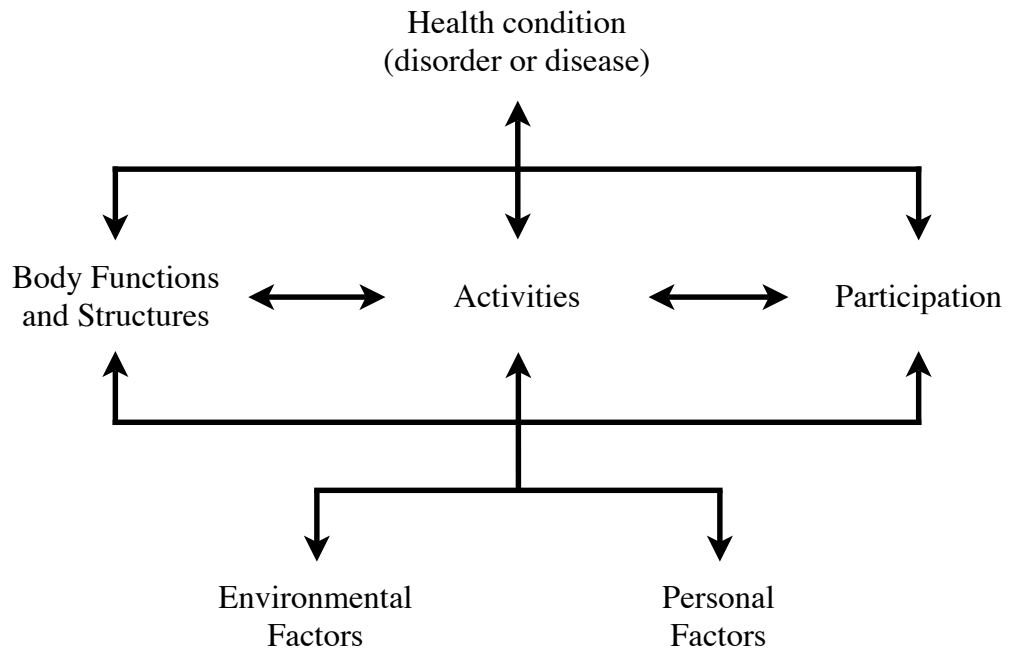 Health condition
(disorder or disease)
Body Functions
and Structures
Activities
Participation
Environmental
Factors
Personal
Factors